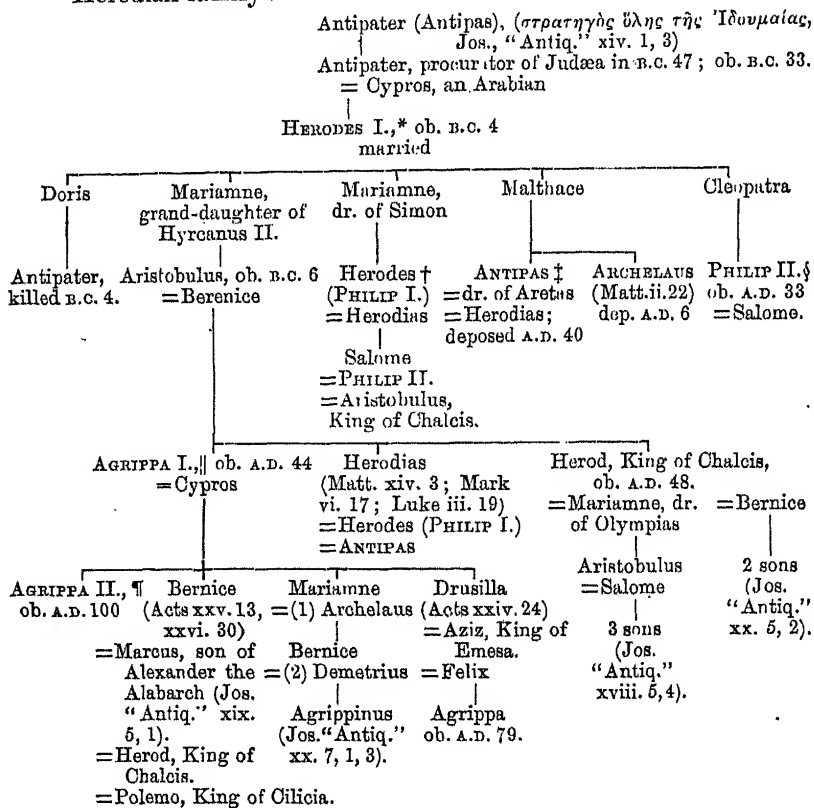 Antipater (Antipas), (στρατηγὸς ὅλης τῆς Ἰδουμαίας,
Jos., "Antiq." xiv. 1, 3)
Antipater, procurator of Judæa in B.C. 47; ob. B.C. 33.
= Cypros, an Arabian
HERODES I.,* ob. B.C. 4
married
Doris Mariamne, Mariamne, Malthace Cleopatra
grand-daughter of dr. of Simon
Hyrcanus II.
Antipater, Aristobulus, ob. B.C. 6 Herodes † ANTIPAS ‡ ARCHELAUS PHILIP II.§
killed B.C. 4. =Berenice (PHILIP I.) =dr. of Aretas (Matt.ii.22) ob. A.D. 33
=Herodias =Herodias; dep. A.D. 6 =Salome.
deposed A.D. 40
Salome
=PHILIP II.
=Aristobulus,
King of Chalcis.
AGRIPPA I.,‖ ob. A.D. 44 Herodias Herod, King of Chalcis,
=Cypros (Matt. xiv. 3; Mark ob. A.D. 48.
vi. 17; Luke iii. 19) =Mariamne, dr. =Bernice
=Herodes (PHILIP I.) of Olympias
=ANTIPAS
Aristobulus 2 sons
AGRIPPA II., ¶ Bernice Mariamne Drusilla =Salome (Jos.
ob. A.D. 100 (Acts xxv. 13, =(1) Archelaus (Acts xxiv. 24) "Antiq."
xxvi. 30) =Aziz, King of 3 sons xx. 5, 2).
=Marcus, son of Bernice Emesa. (Jos.
Alexander the =(2) Demetrius =Felix "Antiq."
Alabarch (Jos. xviii. 5, 4).
"Antiq." xix. Agrippinus Agrippa
5, 1). (Jos. "Antiq." ob. A.D. 79.
=Herod, King of xx. 7, 1, 3).
Chalcis.
=Polemo, King of Cilicia.